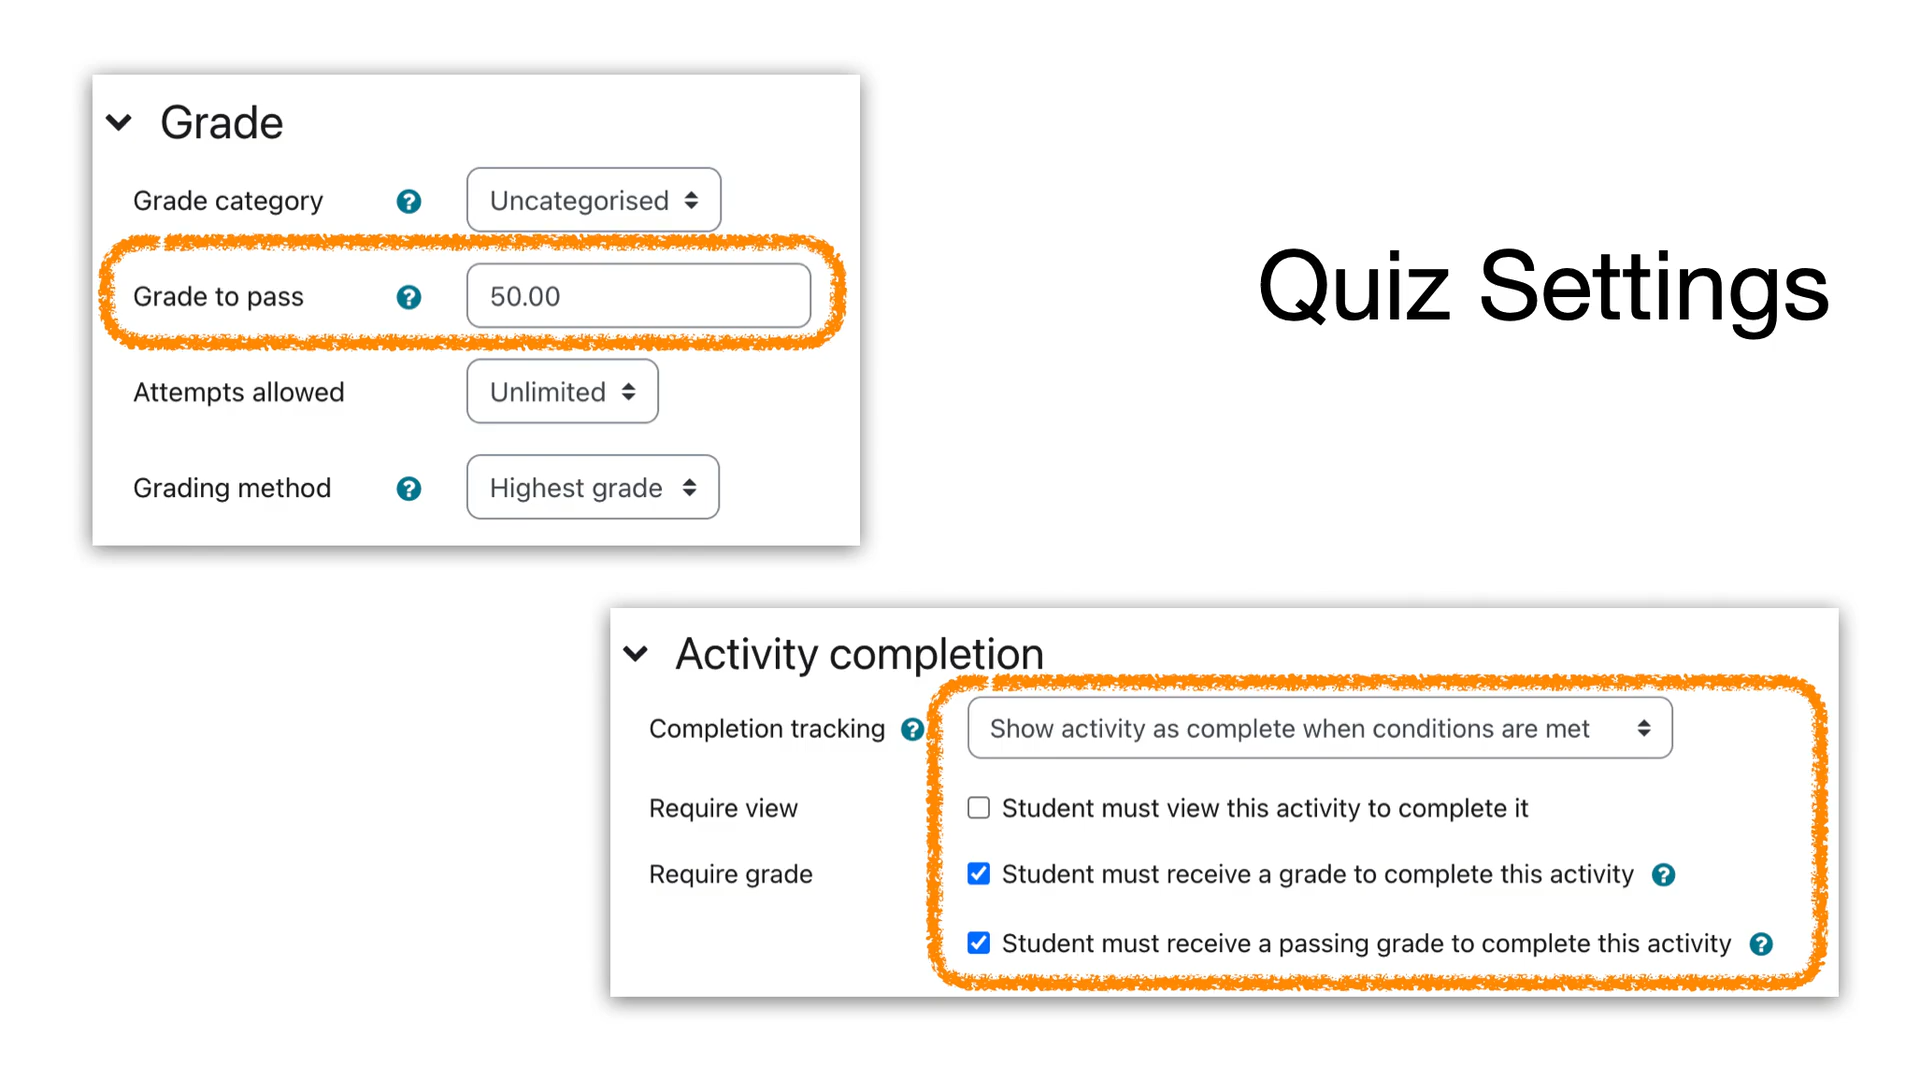 Grade
Grade category ? Uncategorised
Grade to pass ? 50.00
Attempts allowed Unlimited
Grading method ? Highest grade
Quiz Settings
Activity completion
Completion tracking ? Show activity as complete when conditions are met
Require view Student must view this activity to complete it
Require grade Student must receive a grade to complete this activity ?
Student must receive a passing grade to complete this activity ?